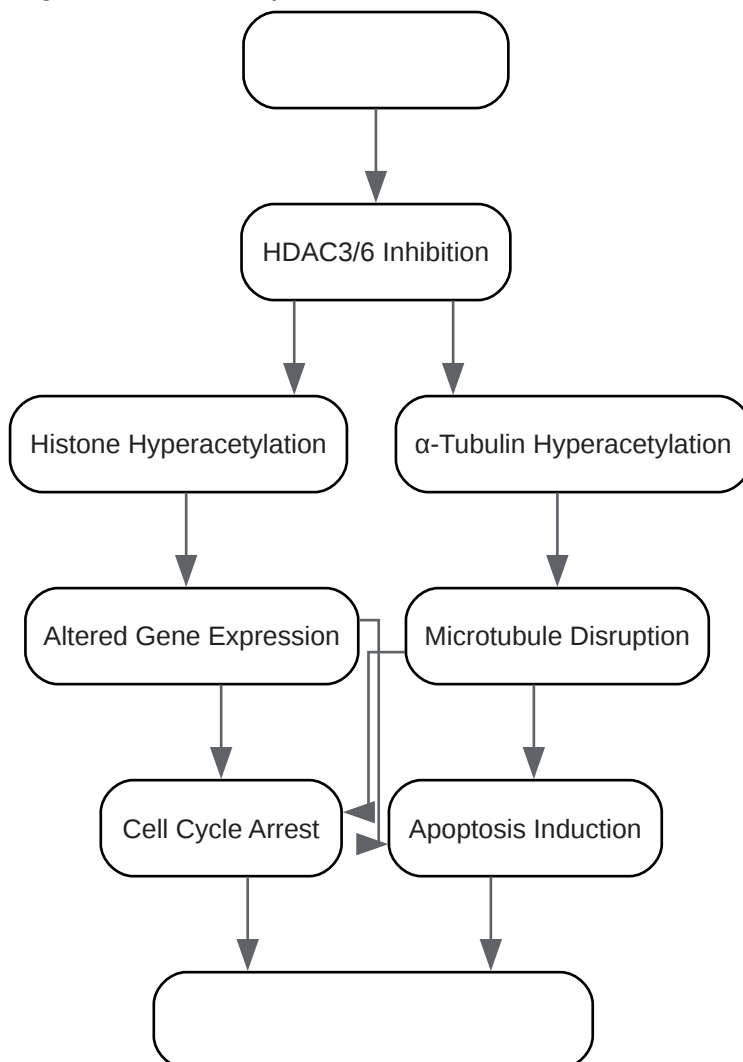 HDAC3/6 Inhibition
Histone Hyperacetylation
α-Tubulin Hyperacetylation
Altered Gene Expression
Microtubule Disruption
Cell Cycle Arrest
Apoptosis Induction